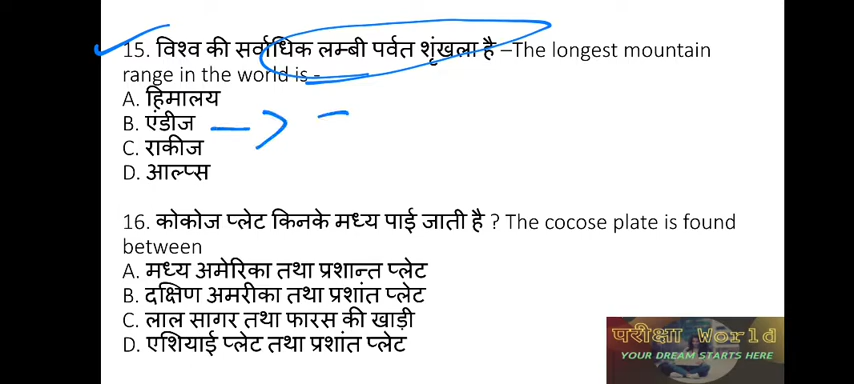 15. विश्व की सर्वाधिक लम्बी पर्वत शृंखला है –The longest mountain
range in the world is -
A. हिमालय
B. एंडीज
C. राकीज
D. आल्प्स
16. कोकोज प्लेट किनके मध्य पाई जाती है ? The cocose plate is found
between
A. मध्य अमेरिका तथा प्रशान्त प्लेट
B. दक्षिण अमरीका तथा प्रशांत प्लेट
C. लाल सागर तथा फारस की खाड़ी
D. एशियाई प्लेट तथा प्रशांत प्लेट
परीक्षा World
YOUR DREAM STARTS HERE